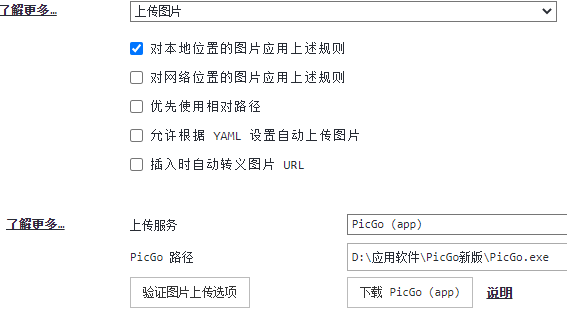 了解更多… 上传图片
对本地位置的图片应用上述规则
对网络位置的图片应用上述规则
优先使用相对路径
允许根据 YAML 设置自动上传图片
插入时自动转义图片 URL
了解更多… 上传服务 PicGo (app)
PicGo 路径 D:\应用软件\PicGo新版\PicGo.exe
验证图片上传选项 下载 PicGo (app) 说明